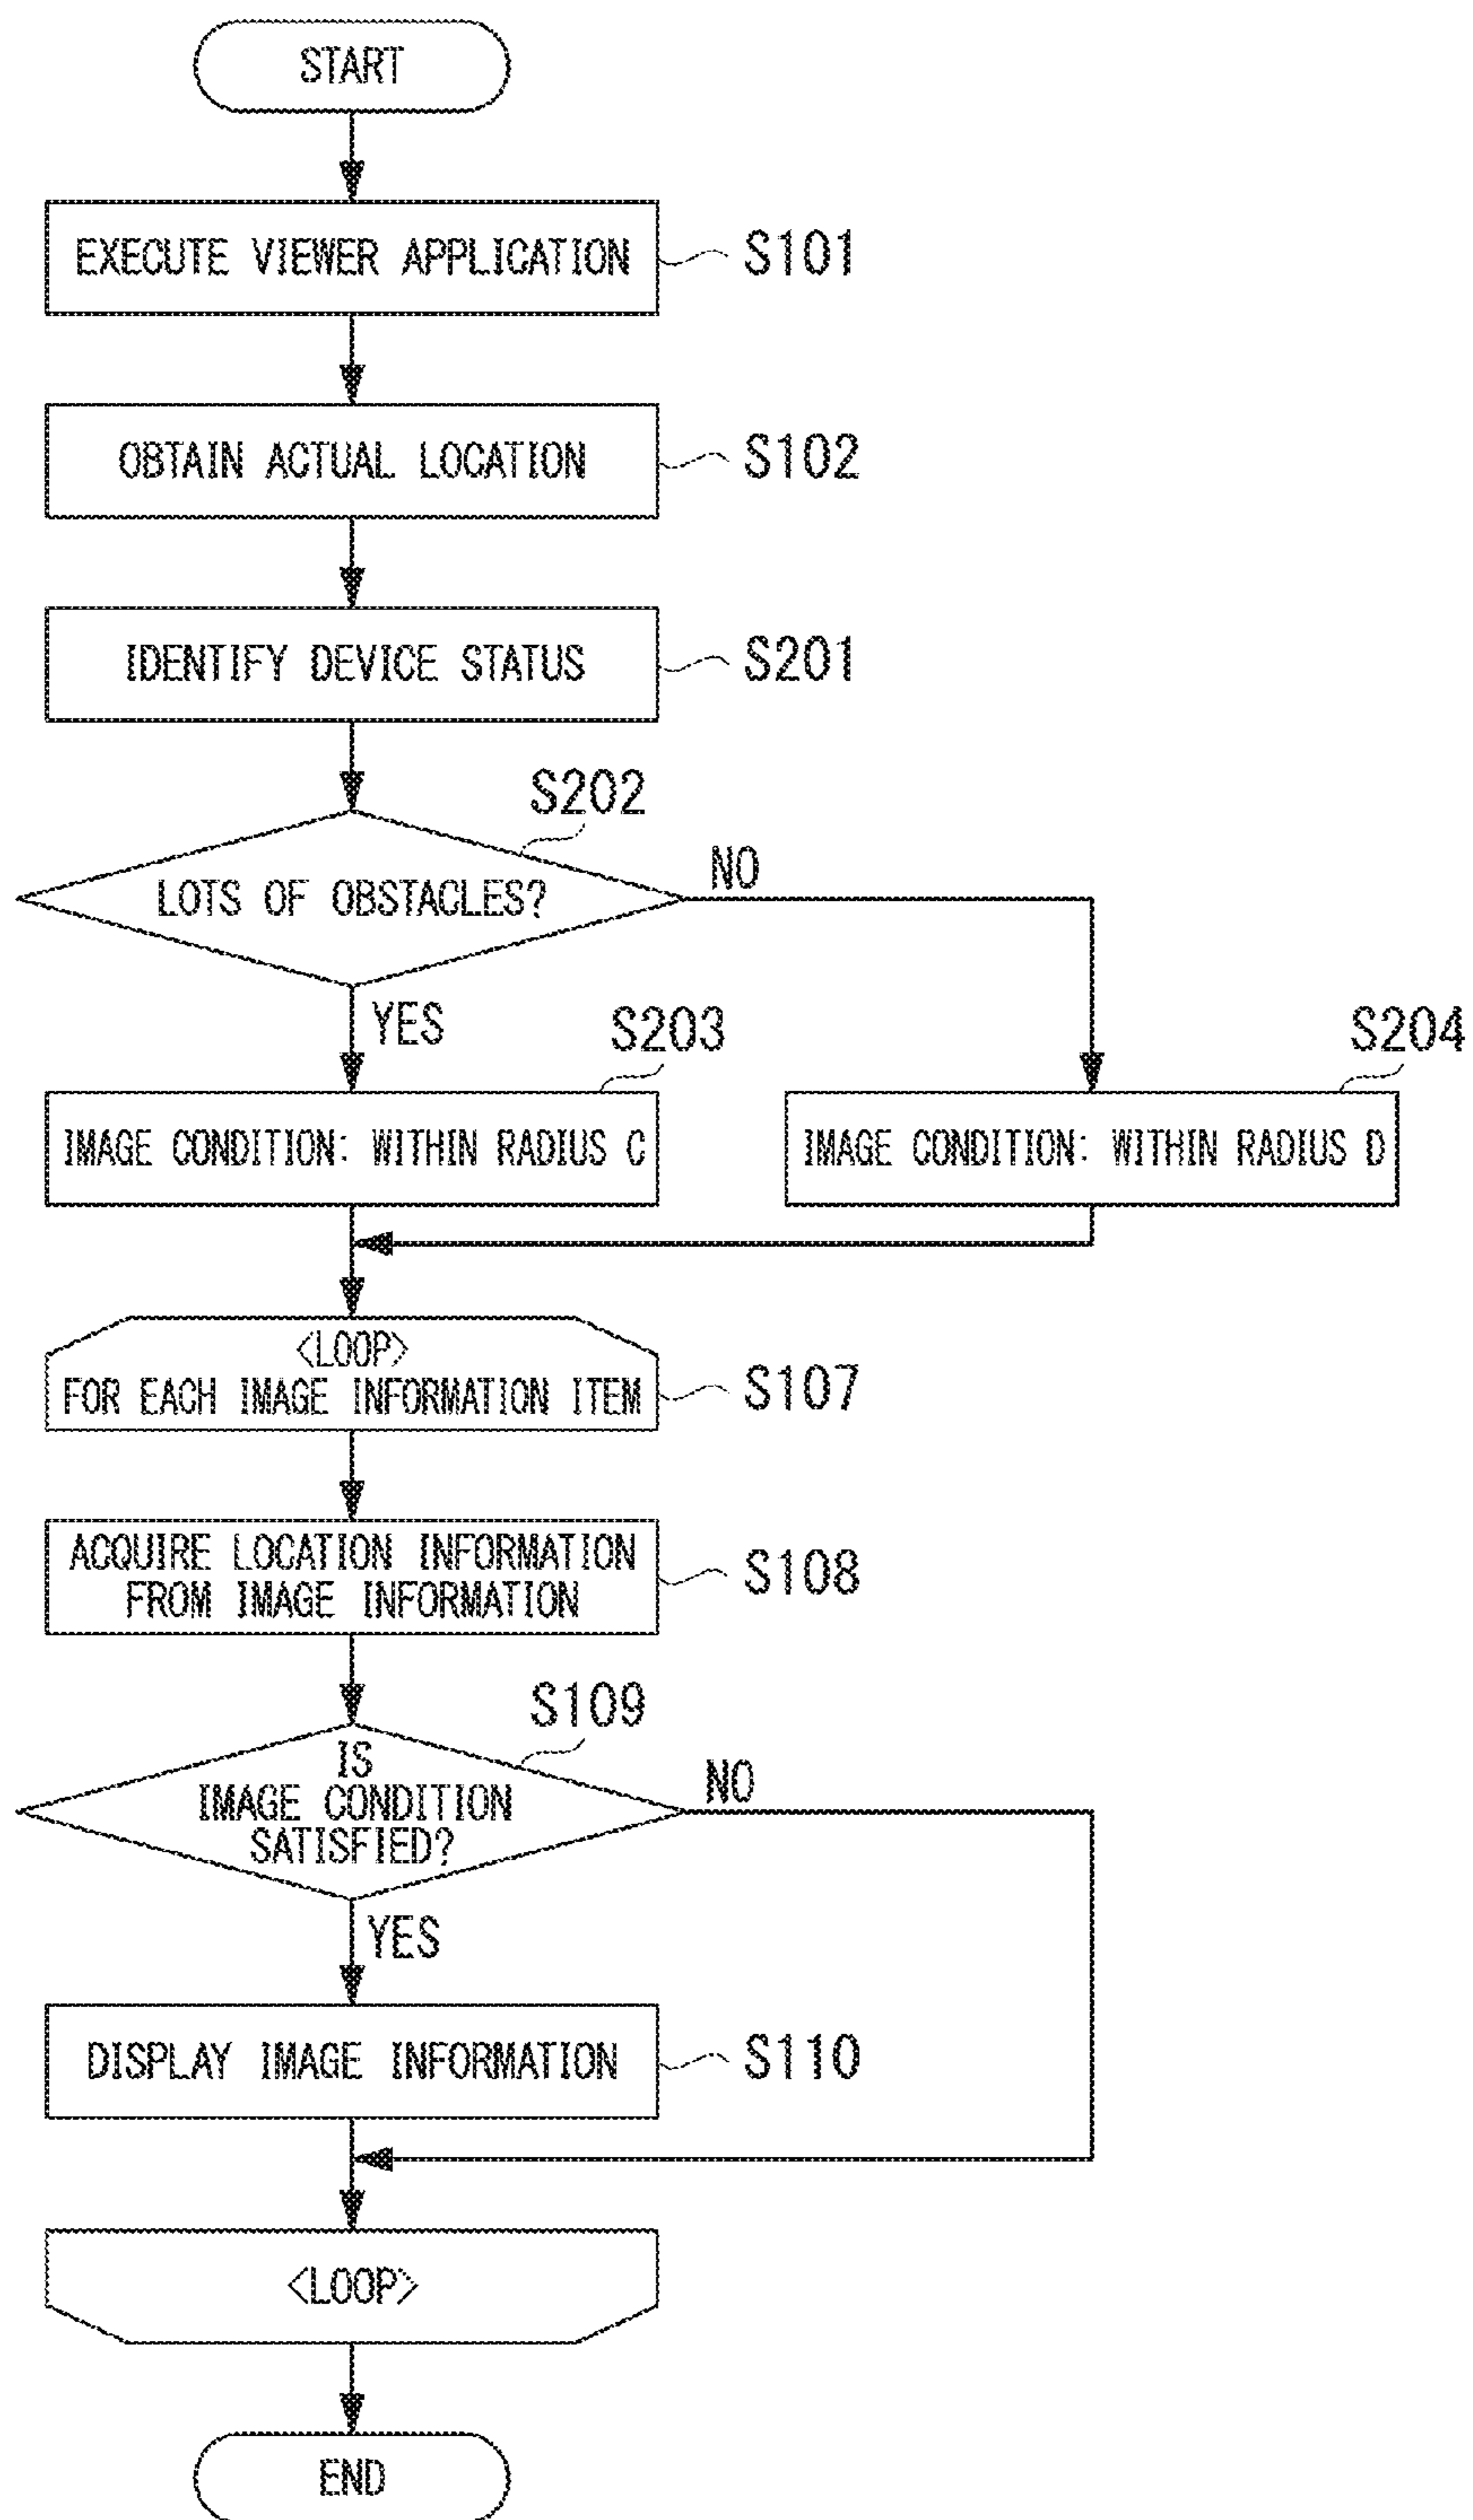 START
EXECUTE VIEWER APPLICATION
S101
OBTAIN ACTUAL LOCATION
S102
IDENTIFY DEVICE STATUS
S201
S202
LOTS OF OBSTACLES?
NO
YES
S203
S204
IMAGE CONDITION: WITHIN RADIUS C
IMAGE CONDITION: WITHIN RADIUS D
<LOOP>
FOR EACH IMAGE INFORMATION ITEM
S107
ACQUIRE LOCATION INFORMATION
FROM IMAGE INFORMATION
S108
S109
IS
IMAGE CONDITION
SATISFIED?
NO
YES
DISPLAY IMAGE INFORMATION
S110
<LOOP>
END